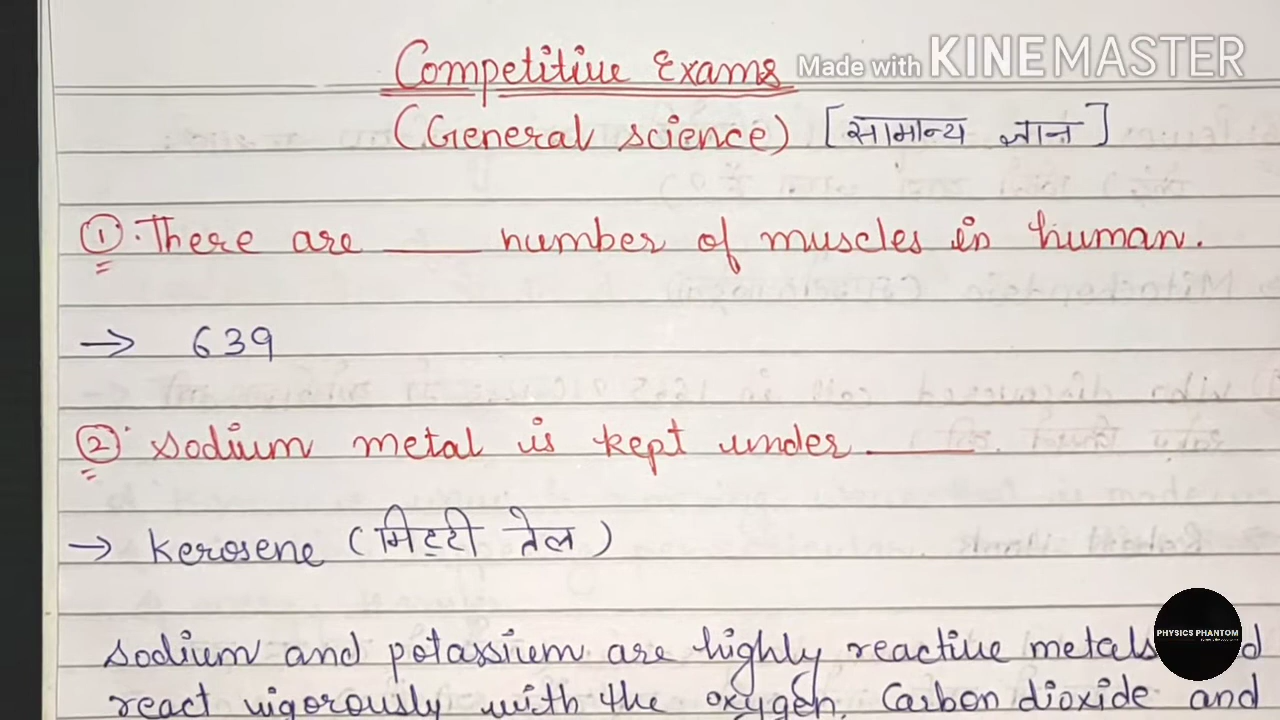 Competitive Exams
Made with KINEMASTER
(General science) [सामान्य ज्ञान]
① There are ____ number of muscles in human.
→ 639
② Sodium metal is kept under ____
→ Kerosene (मिट्टी तेल)
PHYSICS PHANTOM
Sodium and potassium are highly reactive metals
react vigorously with the oxygen, Carbon dioxide and